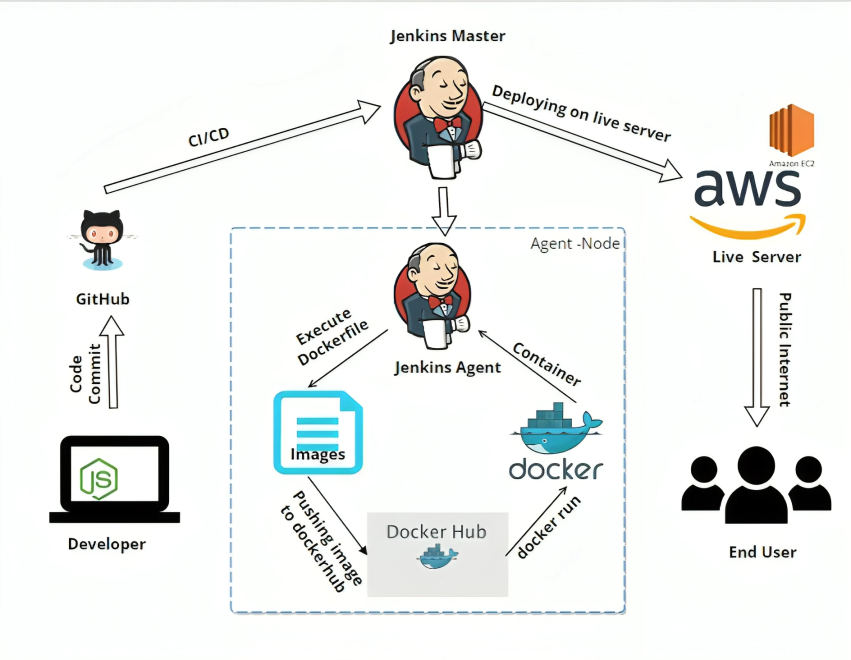 Jenkins Master
CI/CD
Deploying on live server
Amazon EC2
aws
Live Server
GitHub
Agent -Node
Execute
Dockerfile
Jenkins Agent
Container
Public Internet
Code
Commit
Images
docker
JS
Developer
Pushing image
to dockerhub
Docker Hub
docker run
End User